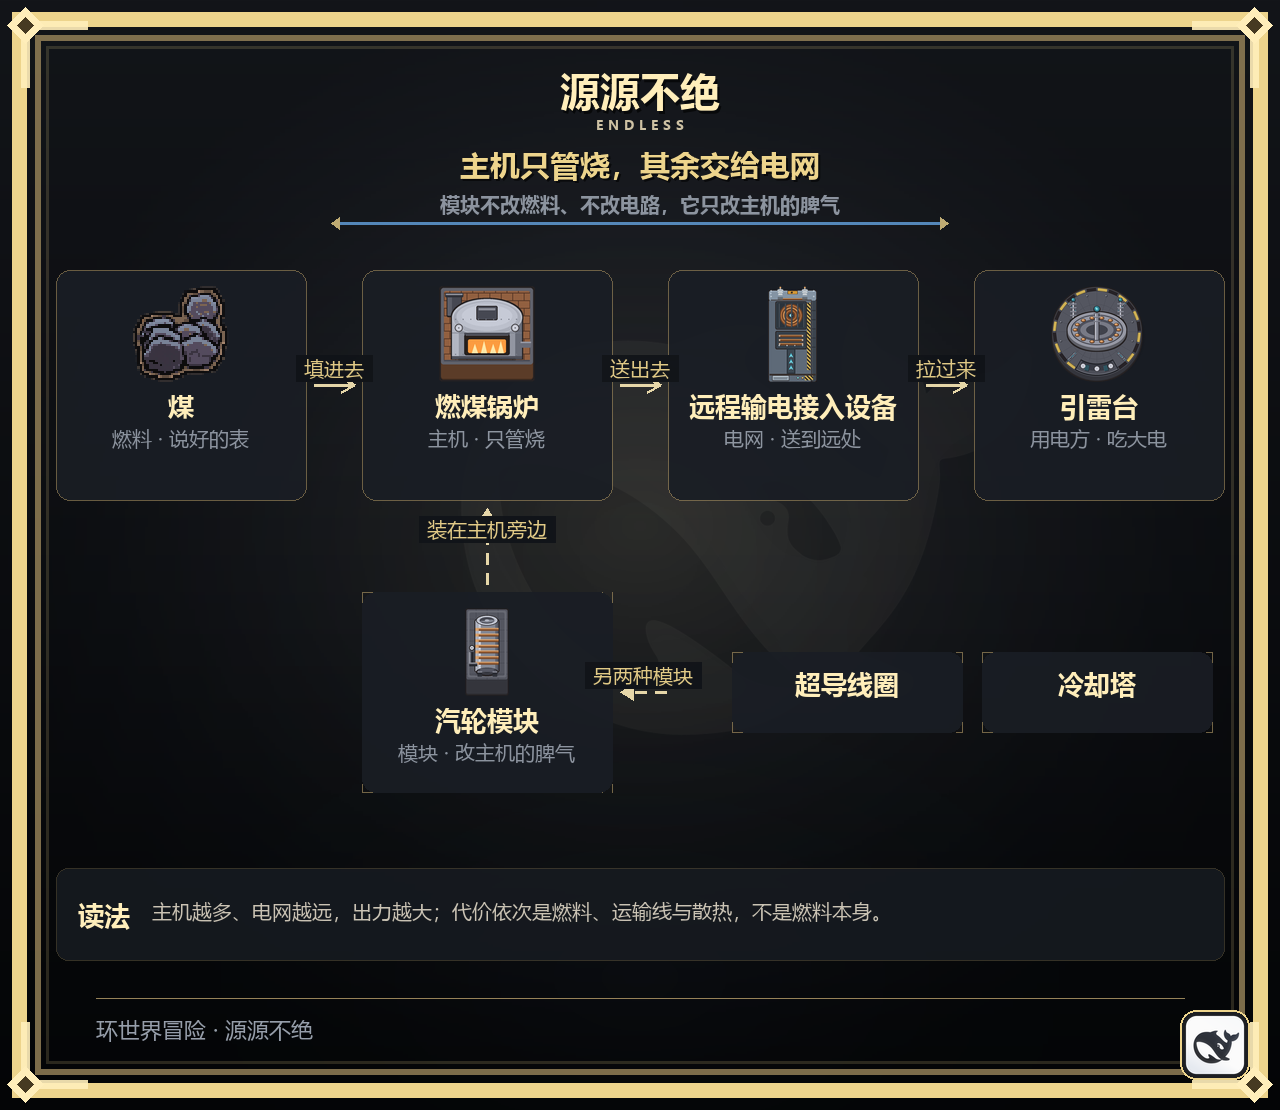 源源不绝
ENDLESS
主机只管烧，其余交给电网
模块不改燃料、不改电路，它只改主机的脾气
煤
燃料 · 说好的表
填进去
燃煤锅炉
主机 · 只管烧
送出去
远程输电接入设备
电网 · 送到远处
拉过来
引雷台
用电方 · 吃大电
装在主机旁边
汽轮模块
模块 · 改主机的脾气
另两种模块
超导线圈
冷却塔
读法
主机越多、电网越远，出力越大；代价依次是燃料、运输线与散热，不是燃料本身。
环世界冒险 · 源源不绝